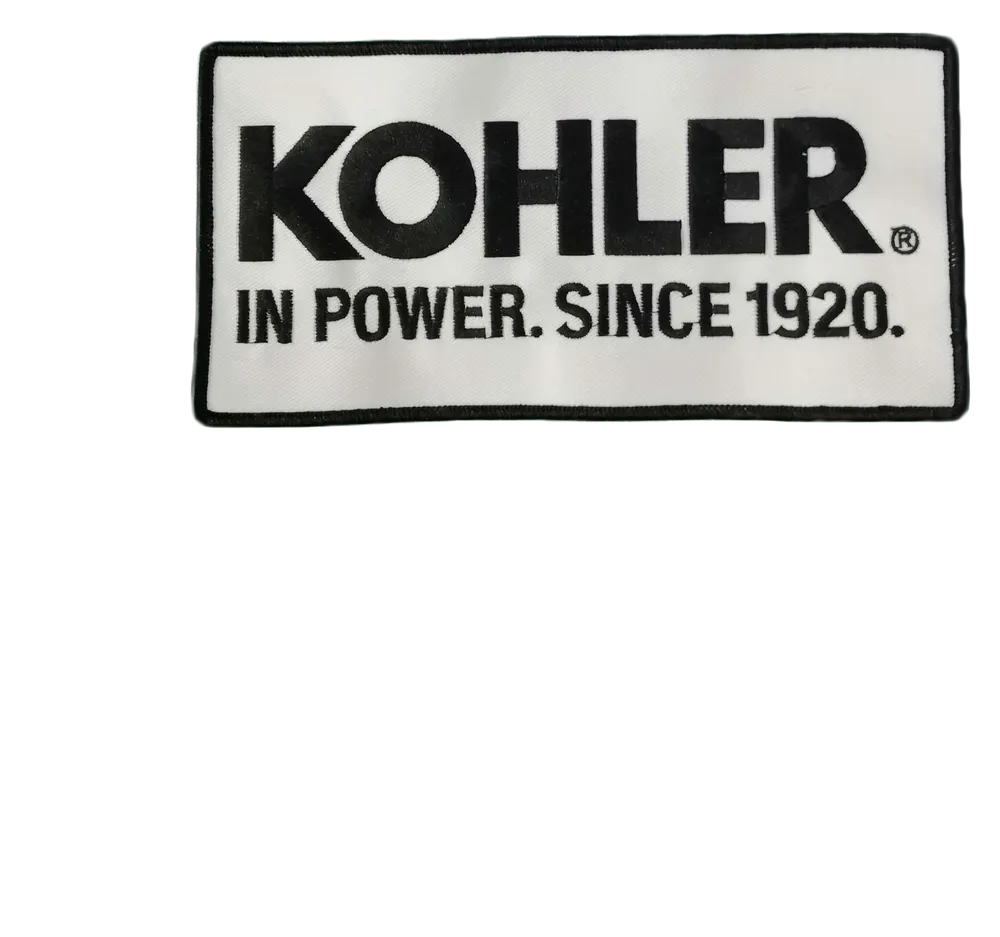 KOHLER®
IN POWER. SINCE 1920.